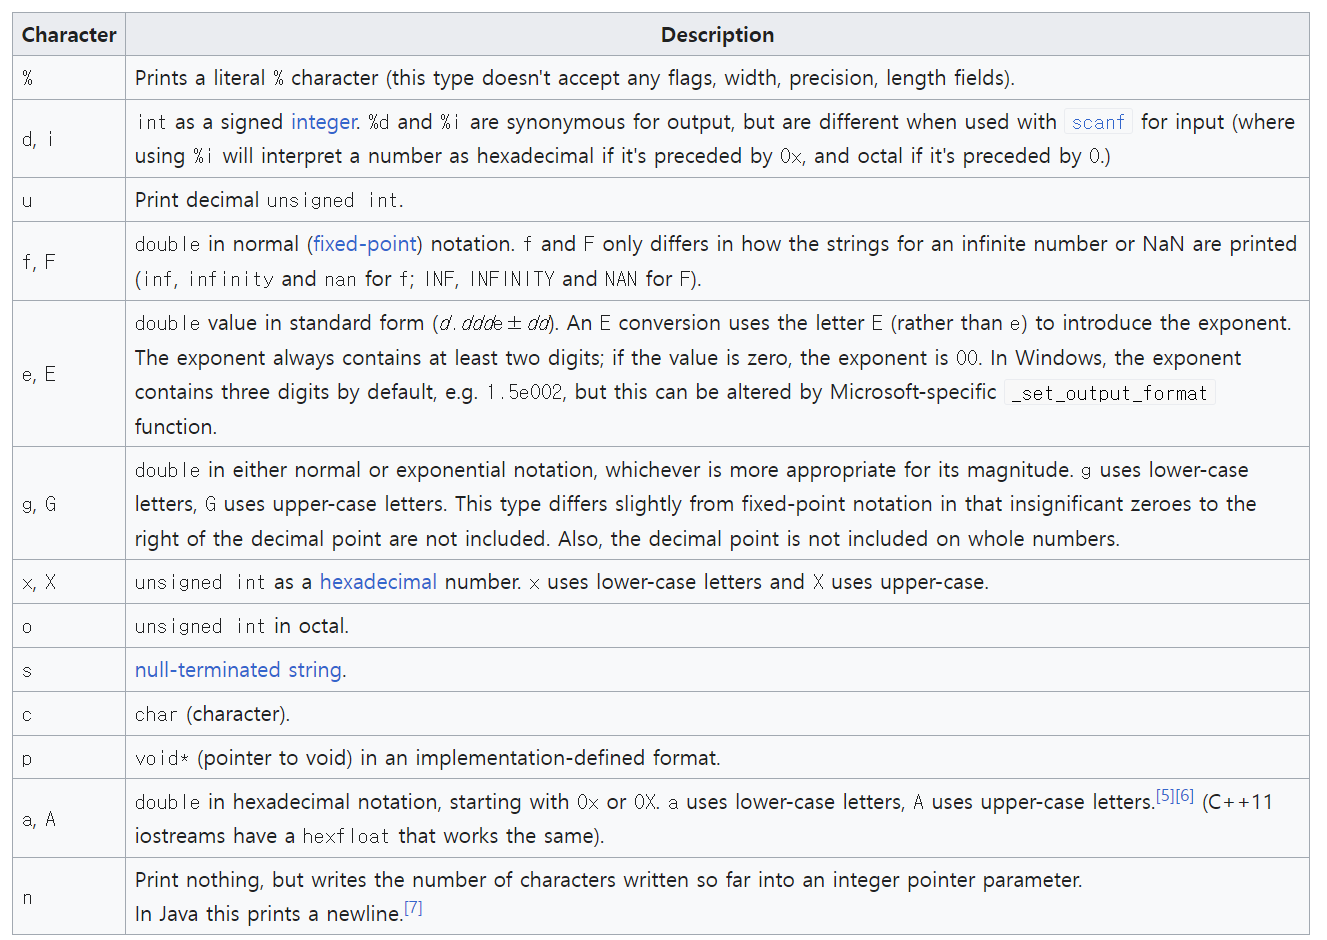 Character Description
% Prints a literal % character (this type doesn't accept any flags, width, precision, length fields).
d, i int as a signed integer. %d and %i are synonymous for output, but are different when used with scanf for input (where
using %i will interpret a number as hexadecimal if it's preceded by 0x, and octal if it's preceded by 0.)
u Print decimal unsigned int.
f, F double in normal (fixed-point) notation. f and F only differs in how the strings for an infinite number or NaN are printed
(inf, infinity and nan for f; INF, INFINITY and NAN for F).
e, E double value in standard form (d.ddde±dd). An E conversion uses the letter E (rather than e) to introduce the exponent.
The exponent always contains at least two digits; if the value is zero, the exponent is 00. In Windows, the exponent
contains three digits by default, e.g. 1.5e002, but this can be altered by Microsoft-specific _set_output_format
function.
g, G double in either normal or exponential notation, whichever is more appropriate for its magnitude. g uses lower-case
letters, G uses upper-case letters. This type differs slightly from fixed-point notation in that insignificant zeroes to the
right of the decimal point are not included. Also, the decimal point is not included on whole numbers.
x, X unsigned int as a hexadecimal number. x uses lower-case letters and X uses upper-case.
o unsigned int in octal.
s null-terminated string.
c char (character).
p void* (pointer to void) in an implementation-defined format.
a, A double in hexadecimal notation, starting with 0x or 0X. a uses lower-case letters, A uses upper-case letters.[5][6] (C++11
iostreams have a hexfloat that works the same).
n Print nothing, but writes the number of characters written so far into an integer pointer parameter.
In Java this prints a newline.[7]